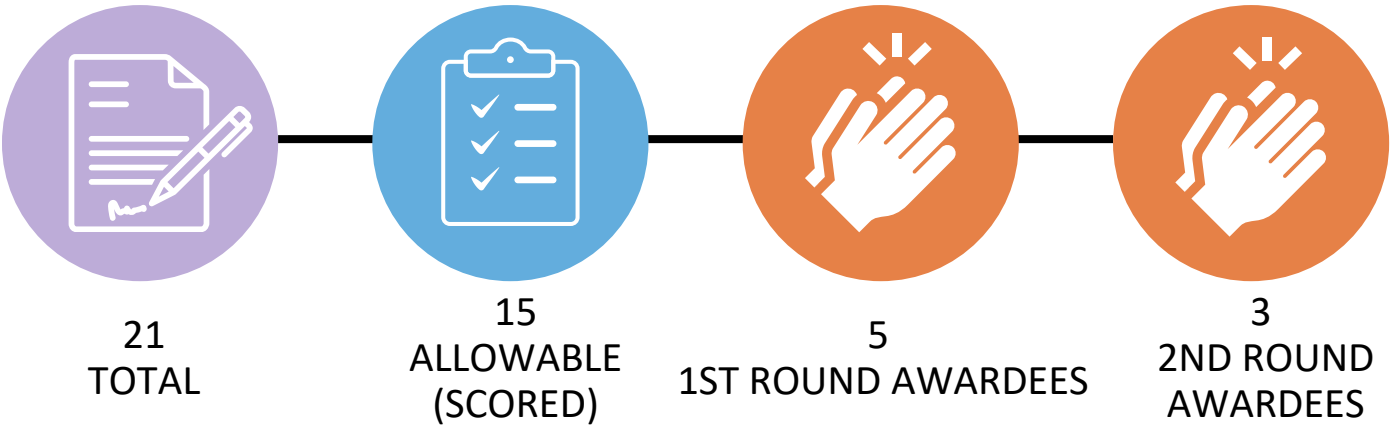 21
TOTAL
15
ALLOWABLE
(SCORED)
5
1ST ROUND AWARDEES
3
2ND ROUND
AWARDEES